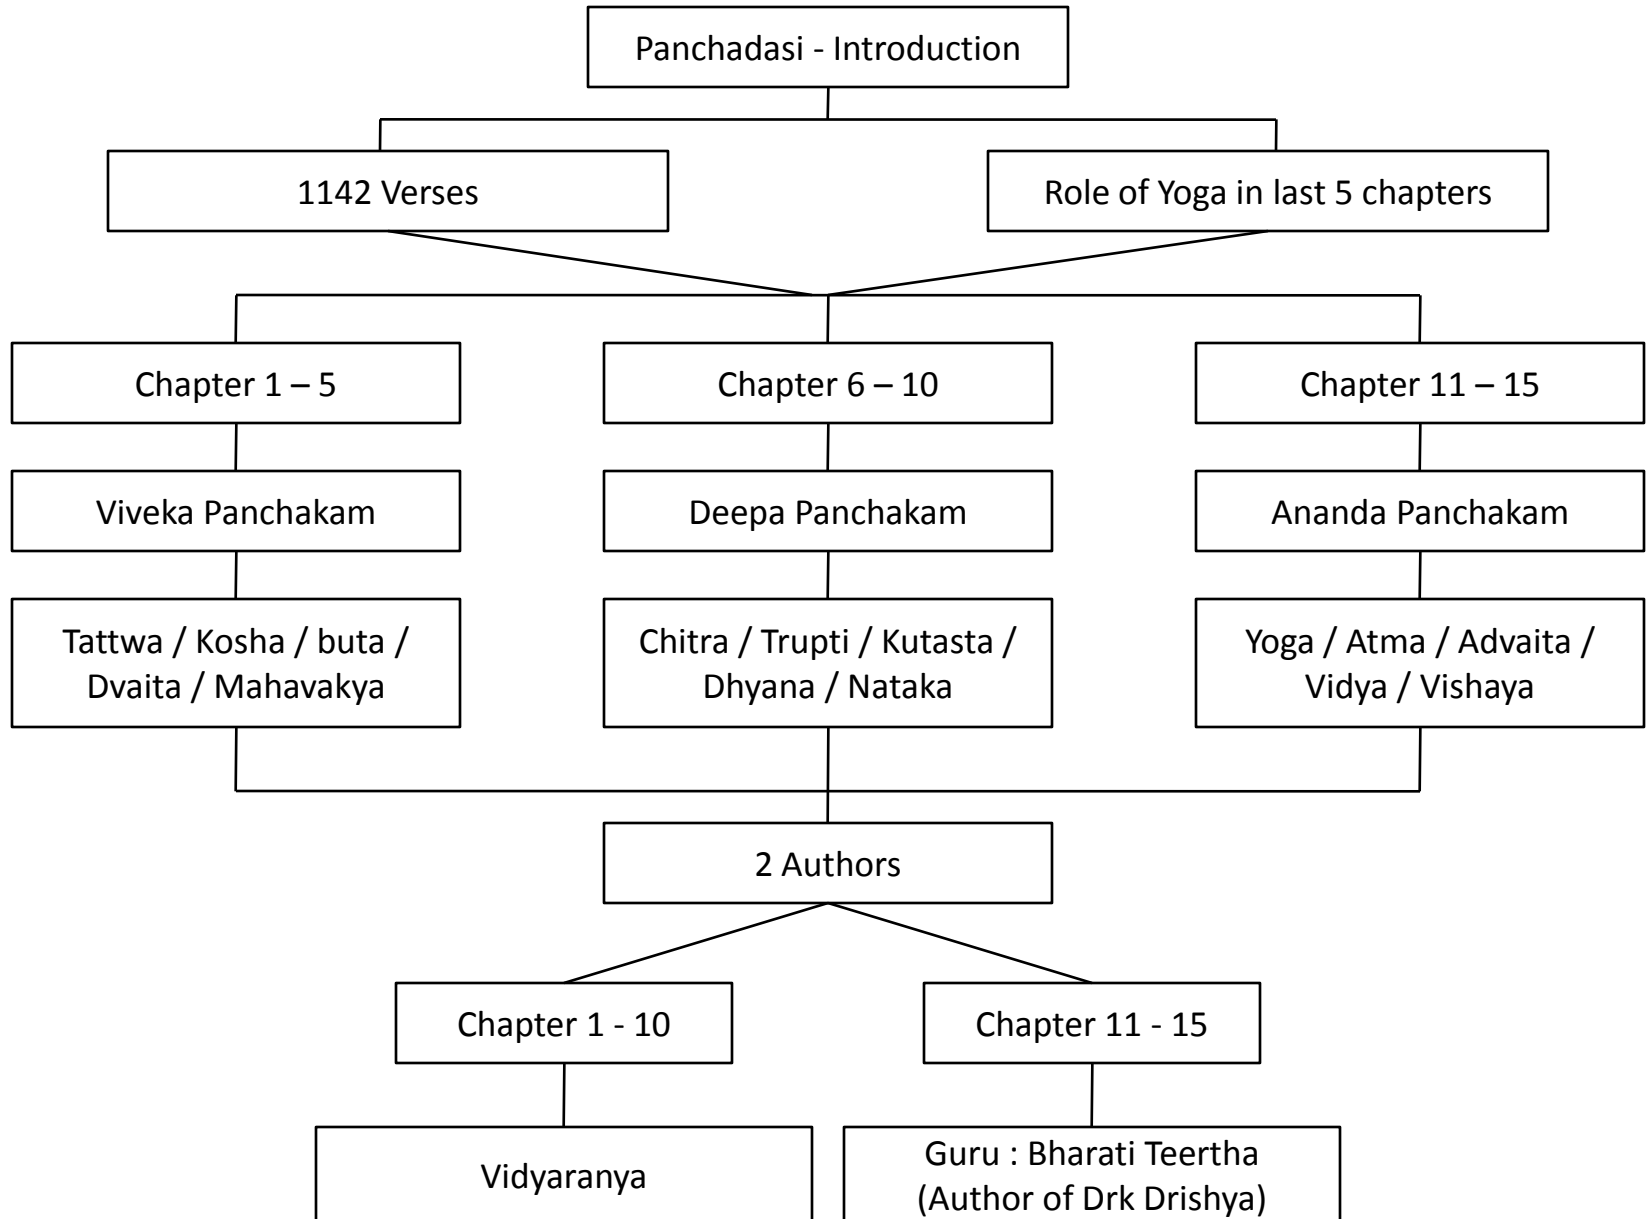 Panchadasi - Introduction
1142 Verses
Role of Yoga in last 5 chapters
Chapter 1 – 5
Chapter 6 – 10
Chapter 11 – 15
Viveka Panchakam
Deepa Panchakam
Ananda Panchakam
Tattwa / Kosha / buta /
Dvaita / Mahavakya
Chitra / Trupti / Kutasta /
Dhyana / Nataka
Yoga / Atma / Advaita /
Vidya / Vishaya
2 Authors
Chapter 1 - 10
Chapter 11 - 15
Vidyaranya
Guru : Bharati Teertha
(Author of Drk Drishya)